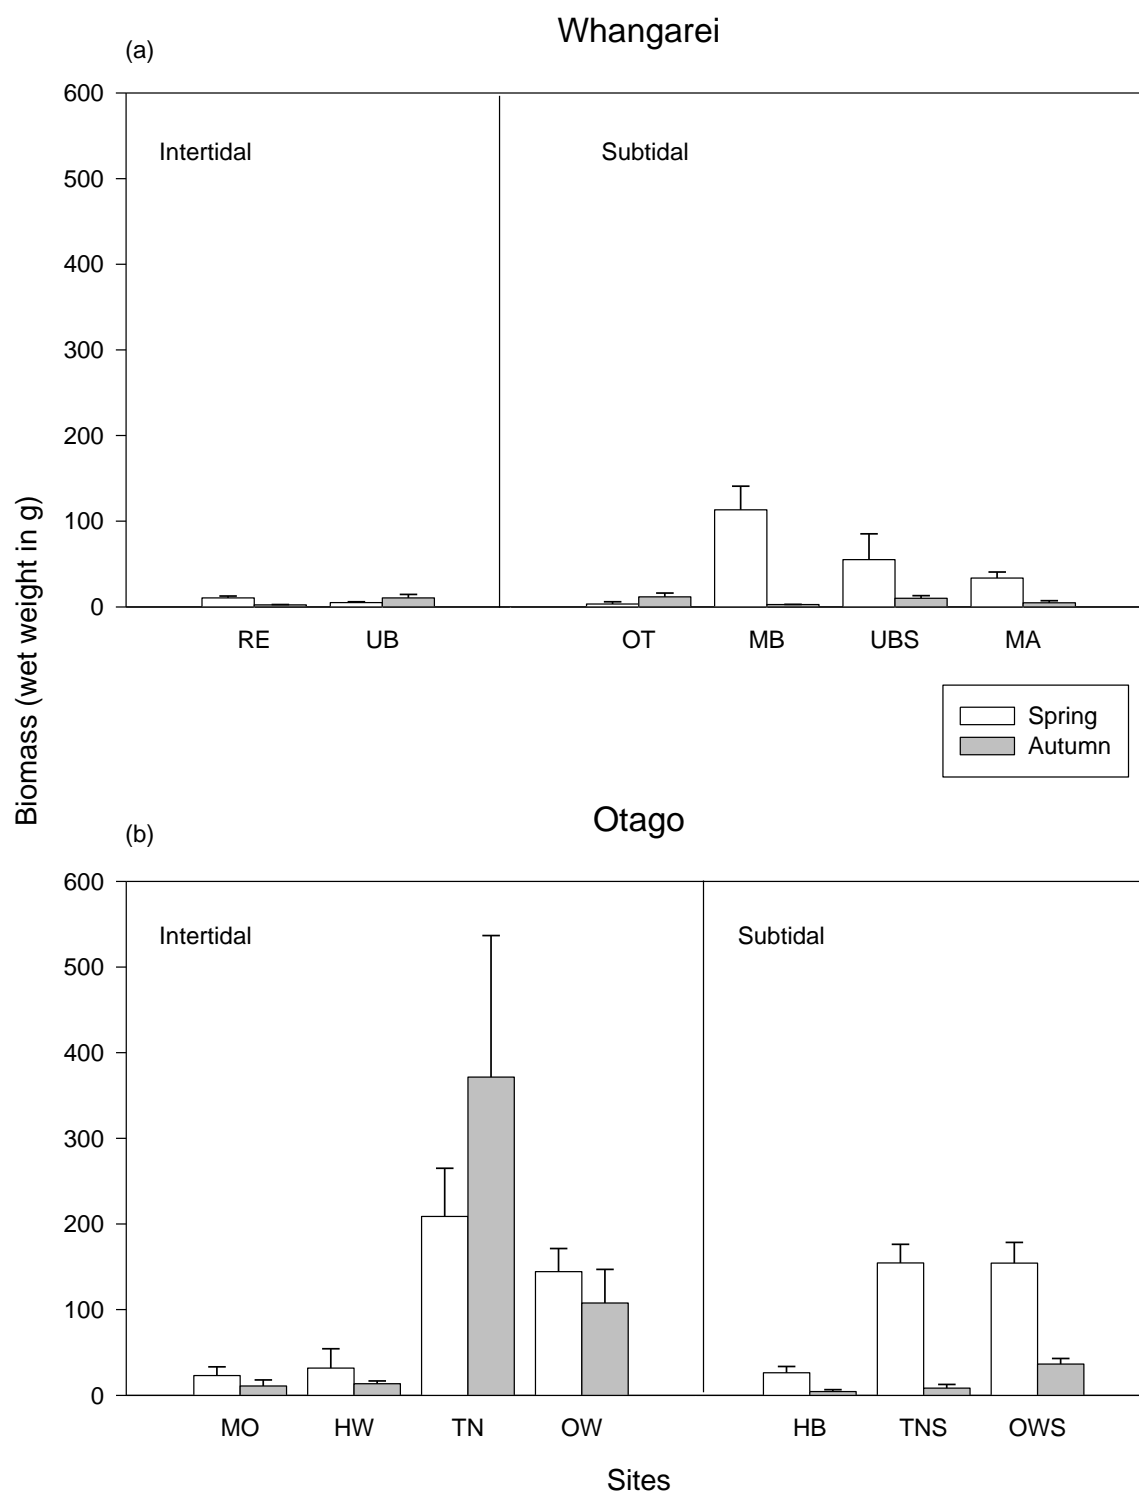 Whangarei
(a)
600
500
400
300
200
100
0
Intertidal
Subtidal
RE UB OT MB UBS MA
Spring
Autumn
Biomass (wet weight in g)
Otago
(b)
600
500
400
300
200
100
0
Intertidal
Subtidal
MO HW TN OW HB TNS OWS
Sites